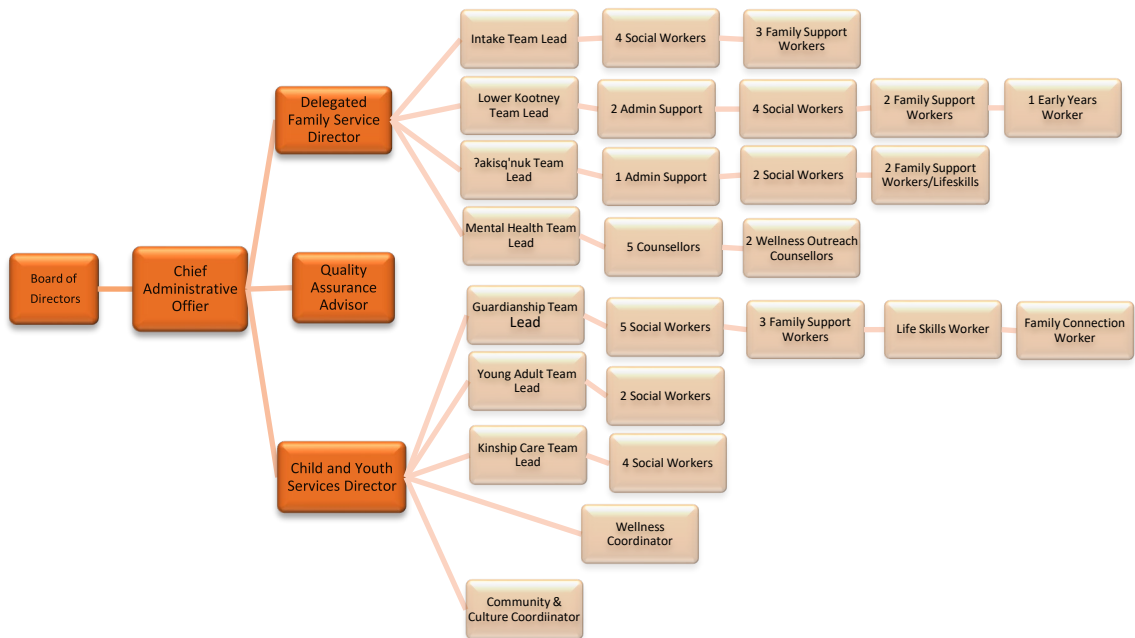 Board of
Directors
Chief
Administrative
Offier
Delegated
Family Service
Director
Quality
Assurance
Advisor
Child and Youth
Services Director
Intake Team Lead
4 Social Workers
3 Family Support
Workers
Lower Kootney
Team Lead
2 Admin Support
4 Social Workers
2 Family Support
Workers
1 Early Years
Worker
ʔakisq'nuk Team
Lead
1 Admin Support
2 Social Workers
2 Family Support
Workers/Lifeskills
Mental Health Team
Lead
5 Counsellors
2 Wellness Outreach
Counsellors
Guardianship Team
Lead
5 Social Workers
3 Family Support
Workers
Life Skills Worker
Family Connection
Worker
Young Adult Team
Lead
2 Social Workers
Kinship Care Team
Lead
4 Social Workers
Wellness
Coordinator
Community &
Culture Coordiinator